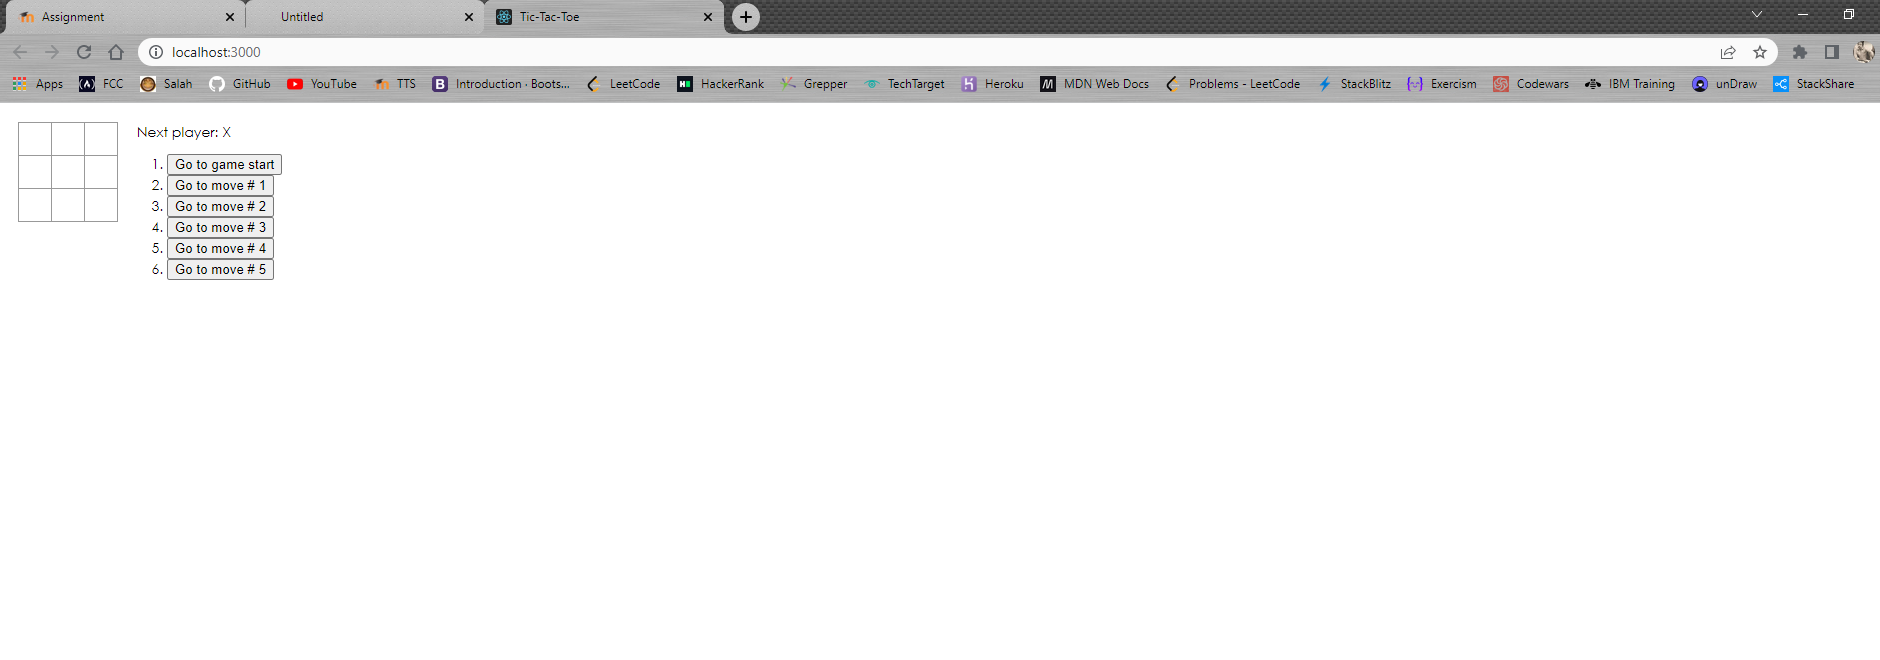 Assignment
Untitled
Tic-Tac-Toe
localhost:3000
Apps FCC Salah GitHub YouTube TTS Introduction · Boots... LeetCode HackerRank Grepper TechTarget Heroku MDN Web Docs Problems - LeetCode StackBlitz Exercism Codewars IBM Training unDraw StackShare
Next player: X
1. Go to game start
2. Go to move # 1
3. Go to move # 2
4. Go to move # 3
5. Go to move # 4
6. Go to move # 5